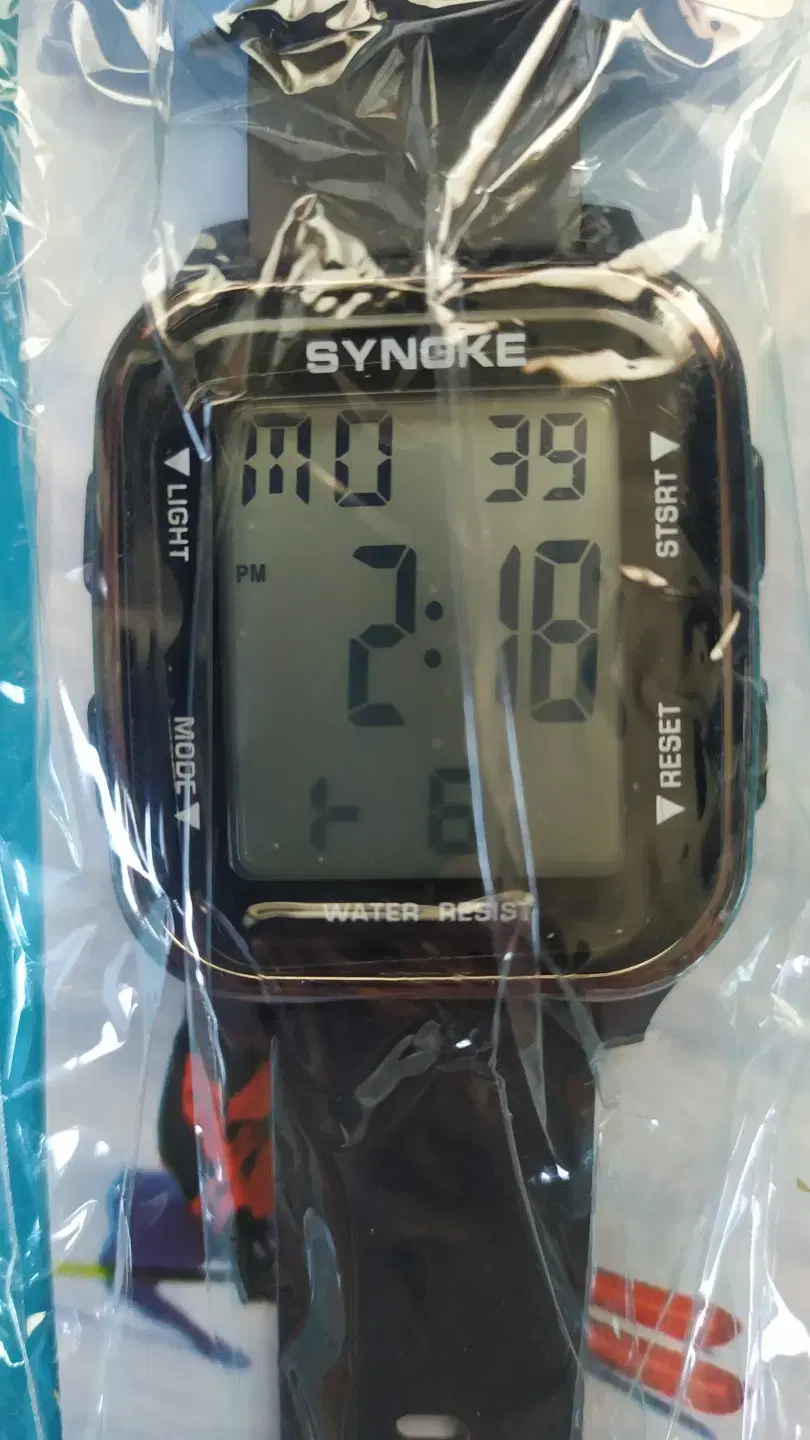 SYNOKE
LIGHT
STSRT
MO 39
PM 2:18
MODE
RESET
WATER RESIST